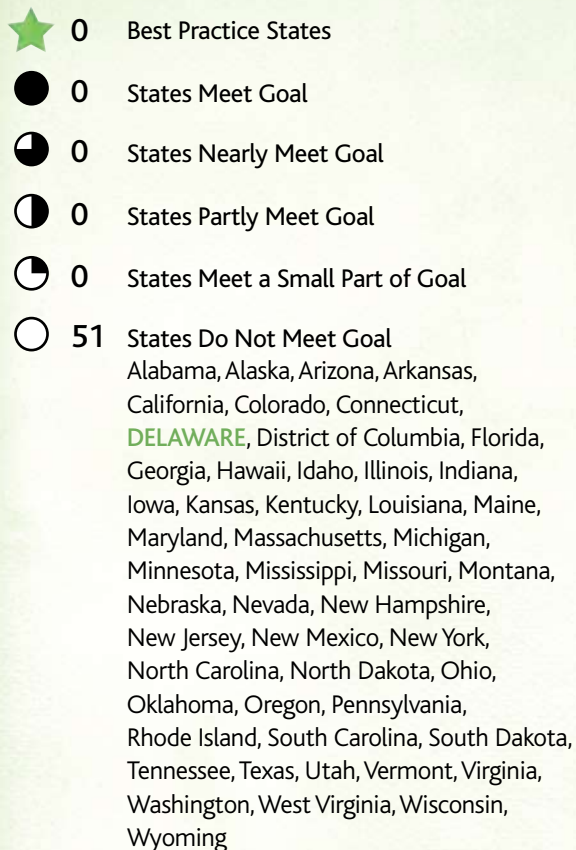 0 Best Practice States
0 States Meet Goal
0 States Nearly Meet Goal
0 States Partly Meet Goal
0 States Meet a Small Part of Goal
51 States Do Not Meet Goal
Alabama, Alaska, Arizona, Arkansas,
California, Colorado, Connecticut,
DELAWARE, District of Columbia, Florida,
Georgia, Hawaii, Idaho, Illinois, Indiana,
Iowa, Kansas, Kentucky, Louisiana, Maine,
Maryland, Massachusetts, Michigan,
Minnesota, Mississippi, Missouri, Montana,
Nebraska, Nevada, New Hampshire,
New Jersey, New Mexico, New York,
North Carolina, North Dakota, Ohio,
Oklahoma, Oregon, Pennsylvania,
Rhode Island, South Carolina, South Dakota,
Tennessee, Texas, Utah, Vermont, Virginia,
Washington, West Virginia, Wisconsin,
Wyoming